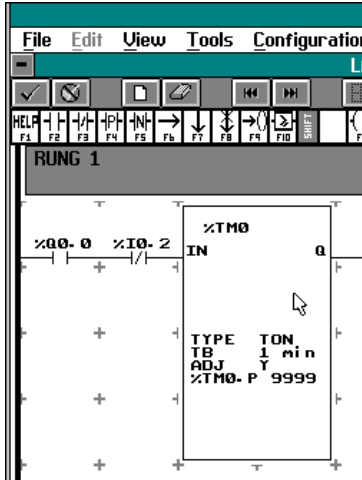 File Edit View Tools Configuration
L
HELP P N SHIFT
F1 F2 F3 F4 F5 F6 F7 F8 F9 F10
RUNG 1
%TM0
%Q0.0 %I0.2 IN Q
TYPE TON
TB 1 min
ADJ Y
%TM0.P 9999